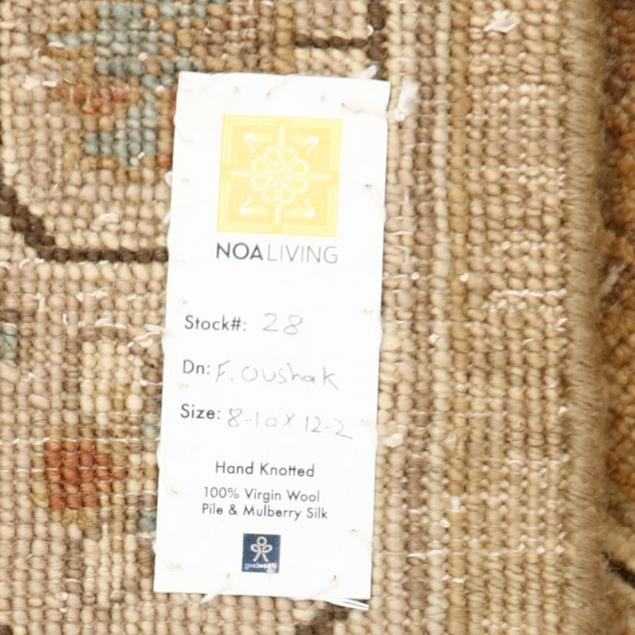 NOALIVING
Stock#: 28
Dn: F. Oushak
Size: 8-10 X 12-2
Hand Knotted
100% Virgin Wool
Pile & Mulberry Silk